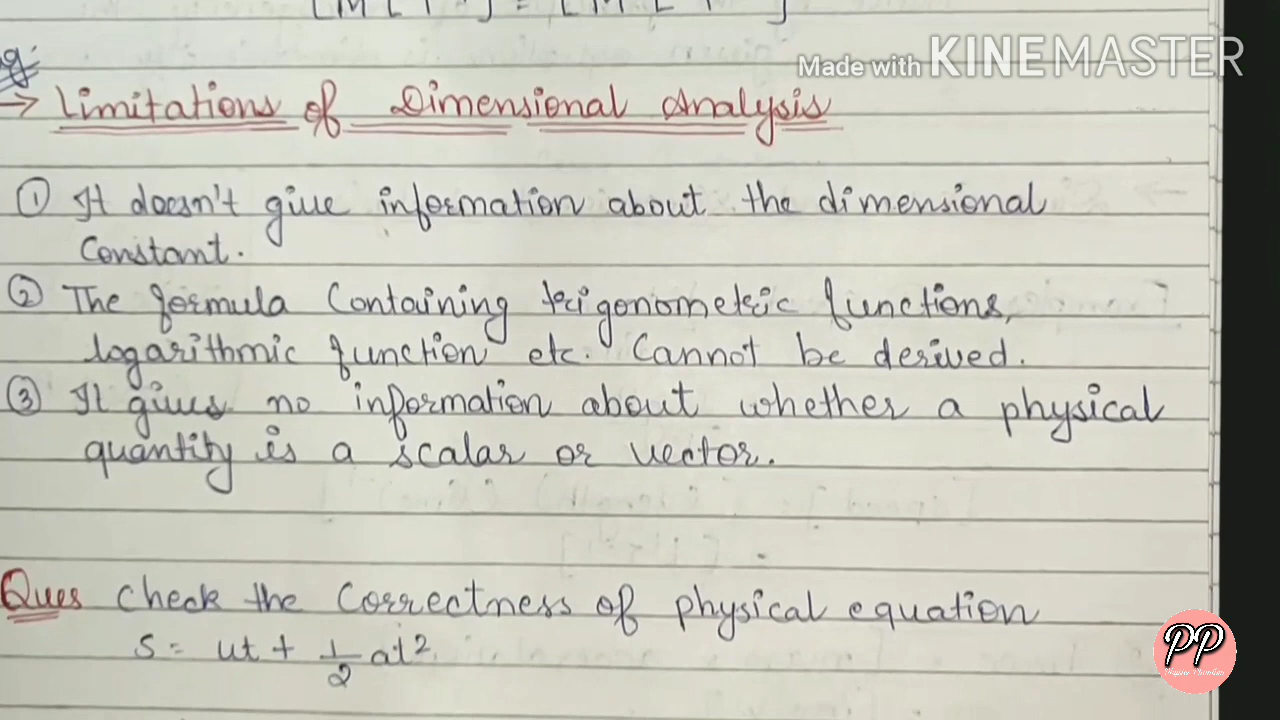 Made with KINEMASTER
→ Limitations of Dimensional Analysis
① It doesn't give information about the dimensional
Constant.
② The formula Containing trigonometric functions,
logarithmic function etc. Cannot be derived.
③ It gives no information about whether a physical
quantity is a scalar or vector.
Ques Check the Correctness of physical equation
S = ut + 1/2 at².
PP